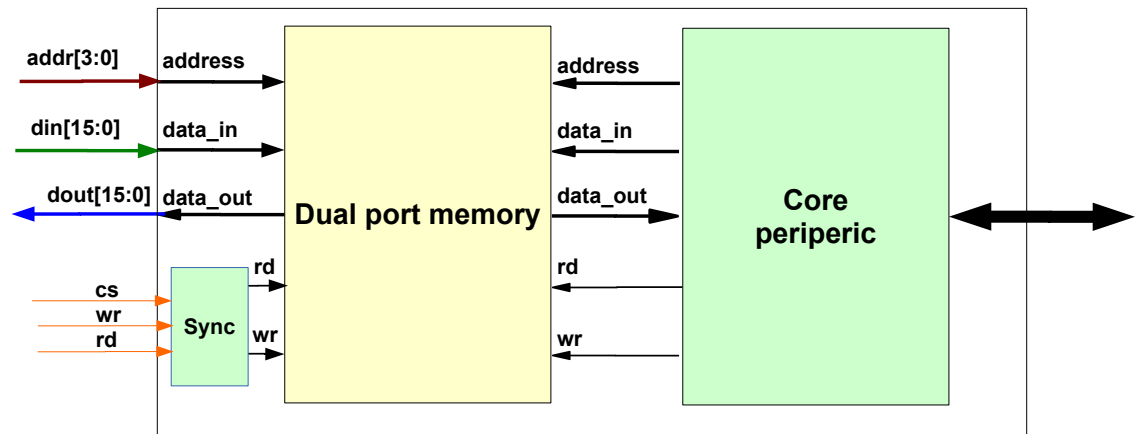 addr[3:0]
address
address
din[15:0]
data_in
data_in
dout[15:0]
data_out
Dual port memory
data_out
Core
periperic
cs
wr
rd
Sync
rd
wr
rd
wr